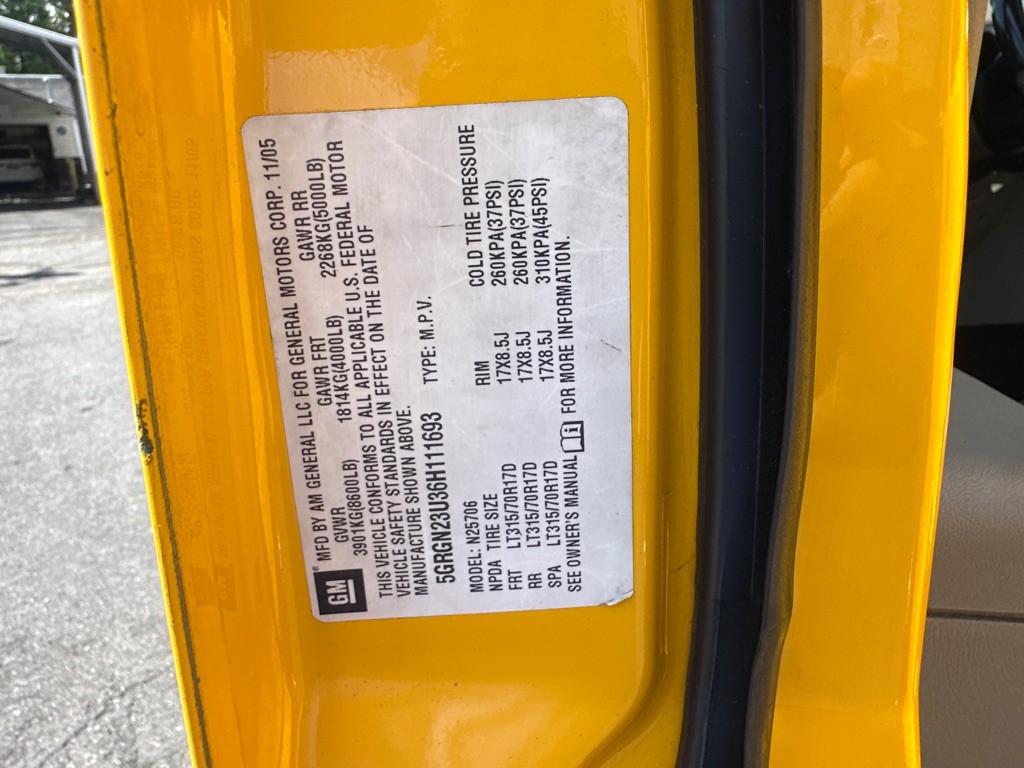 GM
MFD BY AM GENERAL LLC FOR GENERAL MOTORS CORP. 11/05
GVWR GAWR FRT GAWR RR
3901KG(8600LB) 1814KG(4000LB) 2268KG(5000LB)
THIS VEHICLE CONFORMS TO ALL APPLICABLE U.S. FEDERAL MOTOR
VEHICLE SAFETY STANDARDS IN EFFECT ON THE DATE OF
MANUFACTURE SHOWN ABOVE.
5GRGN23U36H111693 TYPE: M.P.V.
MODEL: N25706
NPDA TIRE SIZE RIM COLD TIRE PRESSURE
FRT LT315/70R17D 17X8.5J 260KPA(37PSI)
RR LT315/70R17D 17X8.5J 260KPA(37PSI)
SPA LT315/70R17D 17X8.5J 310KPA(45PSI)
SEE OWNER'S MANUAL FOR MORE INFORMATION.